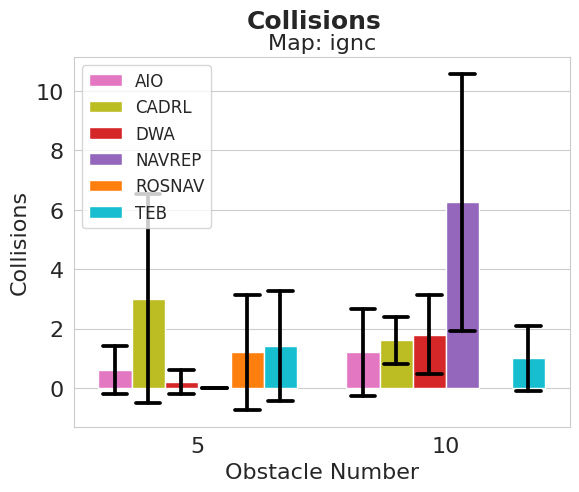 Collisions
Map: ignc
AIO
CADRL
DWA
NAVREP
ROSNAV
TEB
10
8
6
4
2
0
Collisions
5 10
Obstacle Number